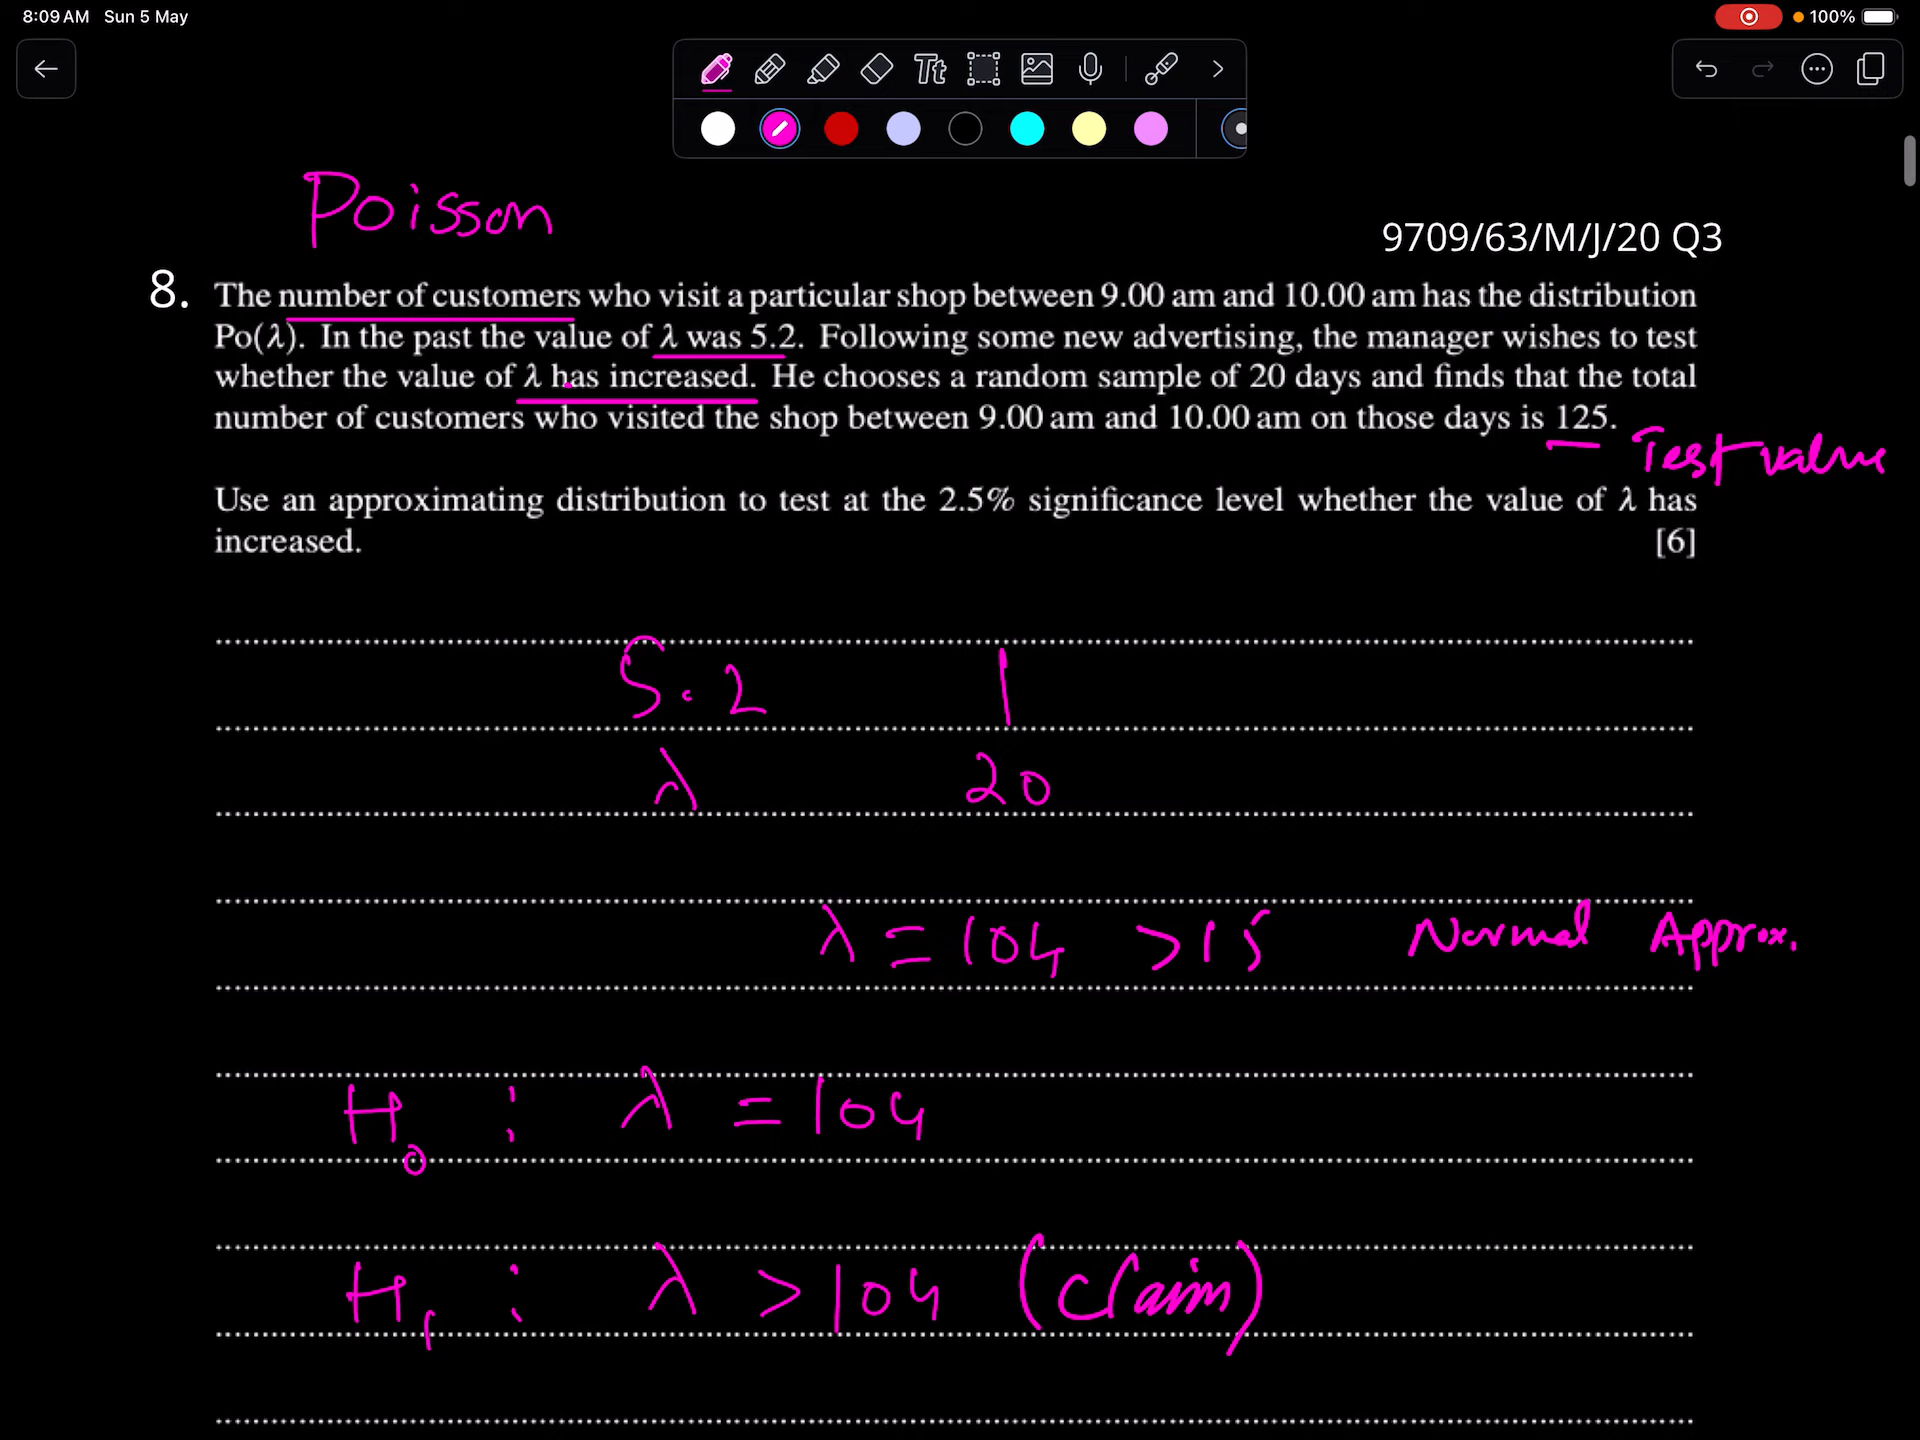 8:09 AM Sun 5 May
100%
Tt
Poisson
9709/63/M/J/20 Q3
8. The number of customers who visit a particular shop between 9.00 am and 10.00 am has the distribution
Po(λ). In the past the value of λ was 5.2. Following some new advertising, the manager wishes to test
whether the value of λ has increased. He chooses a random sample of 20 days and finds that the total
number of customers who visited the shop between 9.00 am and 10.00 am on those days is 125.
Test value
Use an approximating distribution to test at the 2.5% significance level whether the value of λ has
increased. [6]
5.2 1
λ 20
λ = 104 > 15 Normal Approx.
H₀ : λ = 104
H₁ : λ > 104 (Claim)